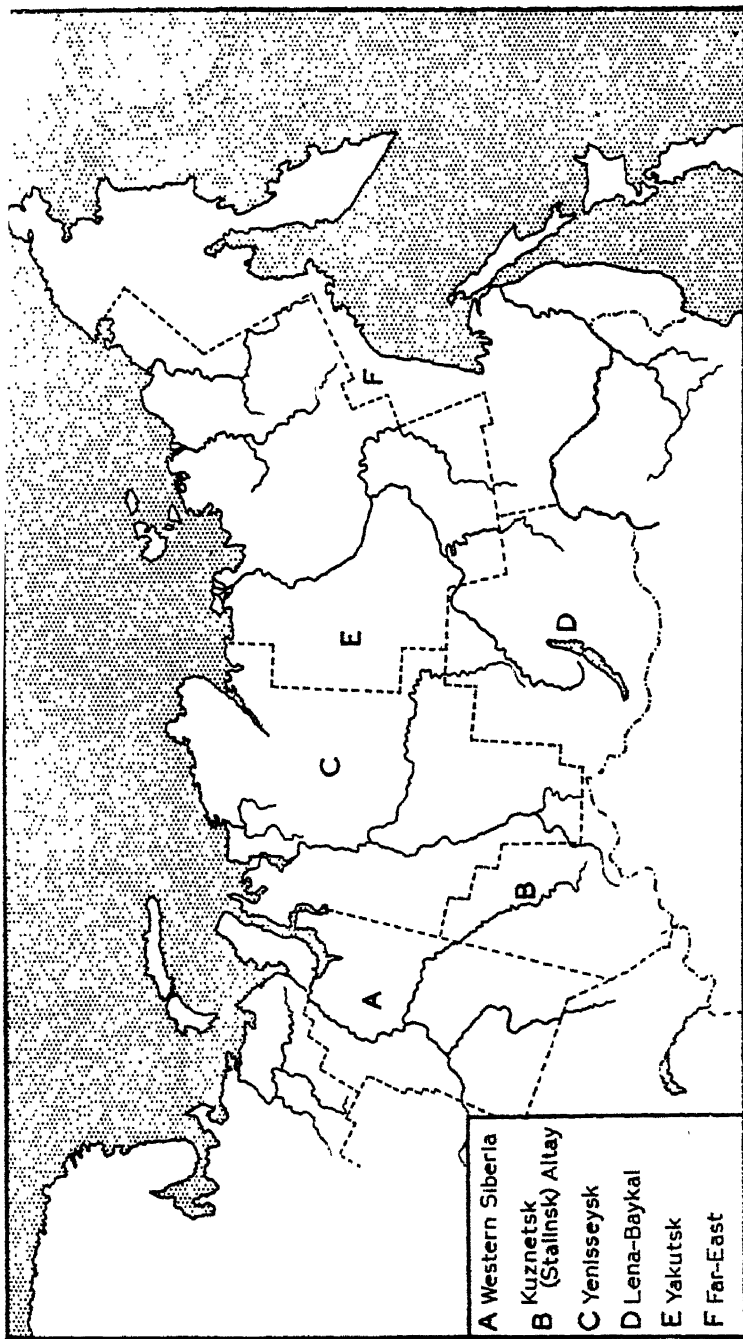 A Western Siberia
B Kuznetsk
(Stalinsk) Altay
C Yenisseysk
D Lena-Baykal
E Yakutsk
F Far-East
A
B
C
D
E
F